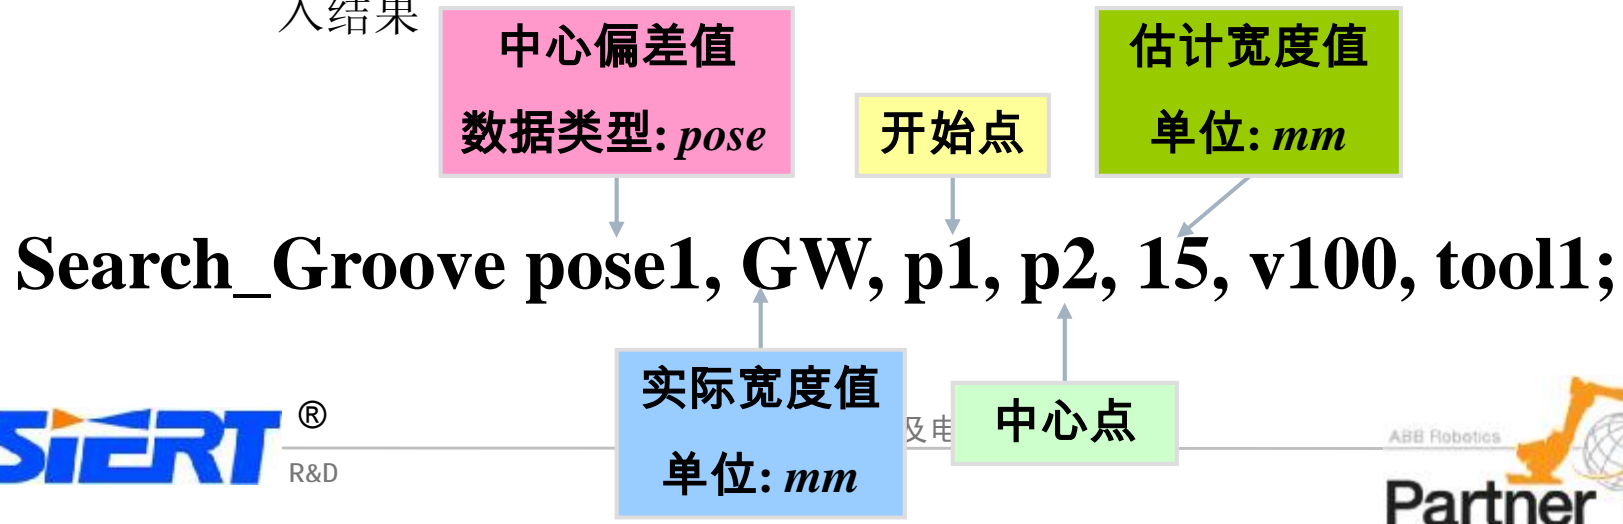 入结果
中心偏差值
数据类型: pose
开始点
估计宽度值
单位: mm
Search_Groove pose1, GW, p1, p2, 15, v100, tool1;
实际宽度值
单位: mm
中心点
SiERT ®
R&D
及电
ABB Robotics
Partner